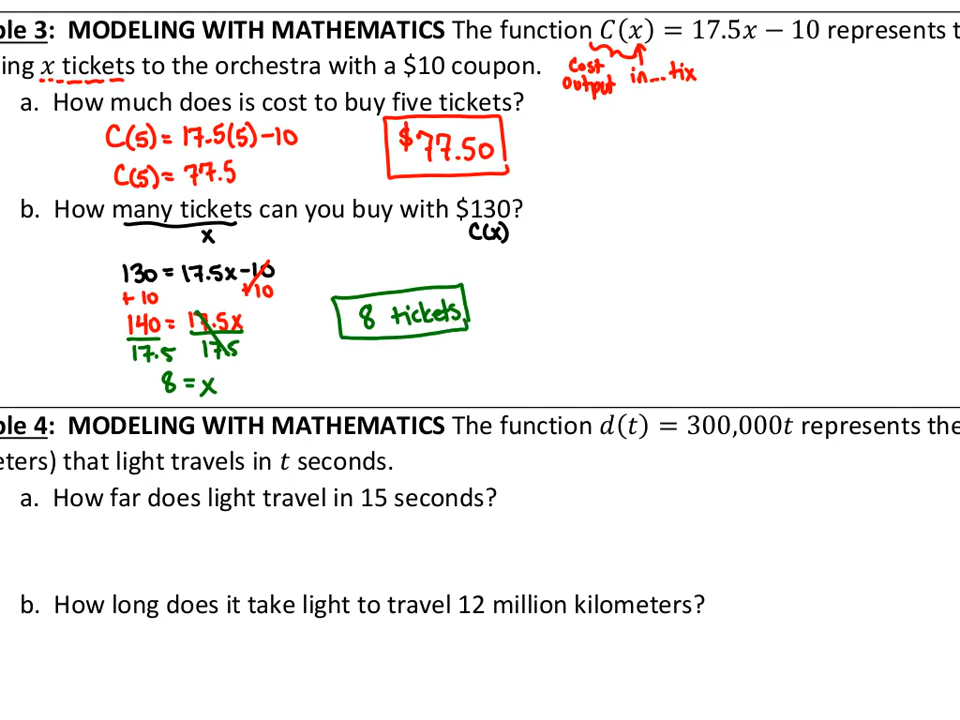 ble 3: MODELING WITH MATHEMATICS The function C(x) = 17.5x − 10 represents t
ing x tickets to the orchestra with a $10 coupon.
cost output in... tix
a. How much does is cost to buy five tickets?
C(5) = 17.5(5) −10
$77.50
C(5) = 77.5
b. How many tickets can you buy with $130?
x
C(x)
130 = 17.5x − 10
+ 10 +10
140 = 17.5x
17.5 17.5
8 tickets
8 = x
ble 4: MODELING WITH MATHEMATICS The function d(t) = 300,000t represents the
eters) that light travels in t seconds.
a. How far does light travel in 15 seconds?
b. How long does it take light to travel 12 million kilometers?